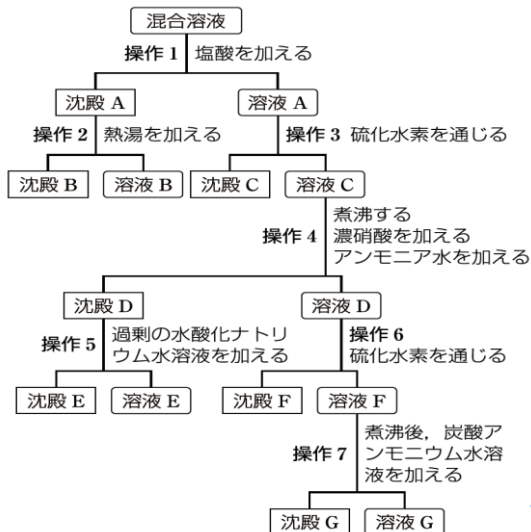 混合溶液
操作 1 塩酸を加える
沈殿 A 溶液 A
操作 2 熱湯を加える 操作 3 硫化水素を通じる
沈殿 B 溶液 B 沈殿 C 溶液 C
煮沸する
操作 4 濃硝酸を加える
アンモニア水を加える
沈殿 D 溶液 D
操作 5 過剰の水酸化ナトリ
ウム水溶液を加える
操作 6
硫化水素を通じる
沈殿 E 溶液 E 沈殿 F 溶液 F
煮沸後，炭酸ア
操作 7 ンモニウム水溶
液を加える
沈殿 G 溶液 G